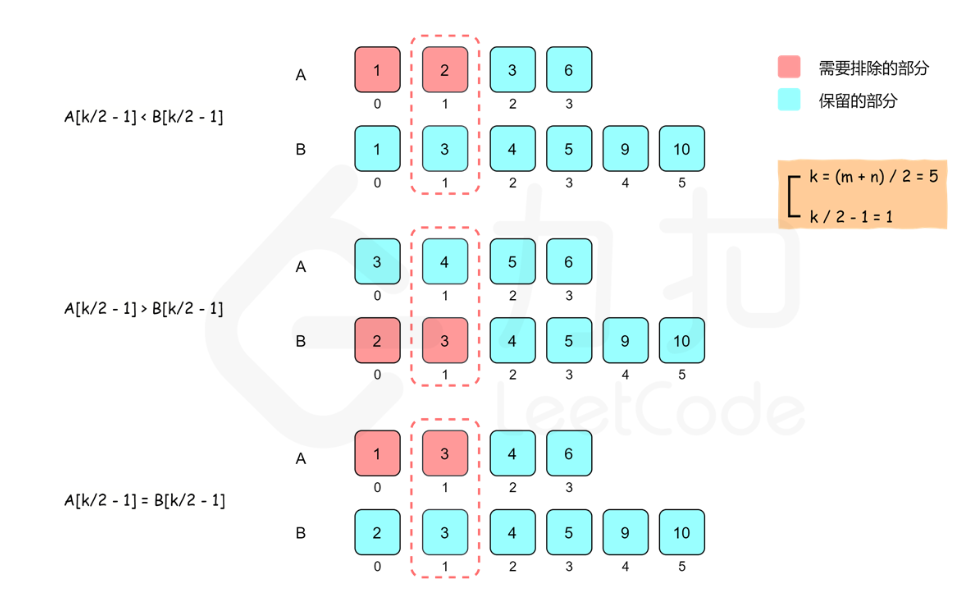 A 1 2 3 6
0 1 2 3
A[k/2 - 1] < B[k/2 - 1]
B 1 3 4 5 9 10
0 1 2 3 4 5
需要排除的部分
保留的部分
k = (m + n) / 2 = 5
k / 2 - 1 = 1
A 3 4 5 6
0 1 2 3
A[k/2 - 1] > B[k/2 - 1]
B 2 3 4 5 9 10
0 1 2 3 4 5
A 1 3 4 6
0 1 2 3
A[k/2 - 1] = B[k/2 - 1]
B 2 3 4 5 9 10
0 1 2 3 4 5
力扣
LeetCode